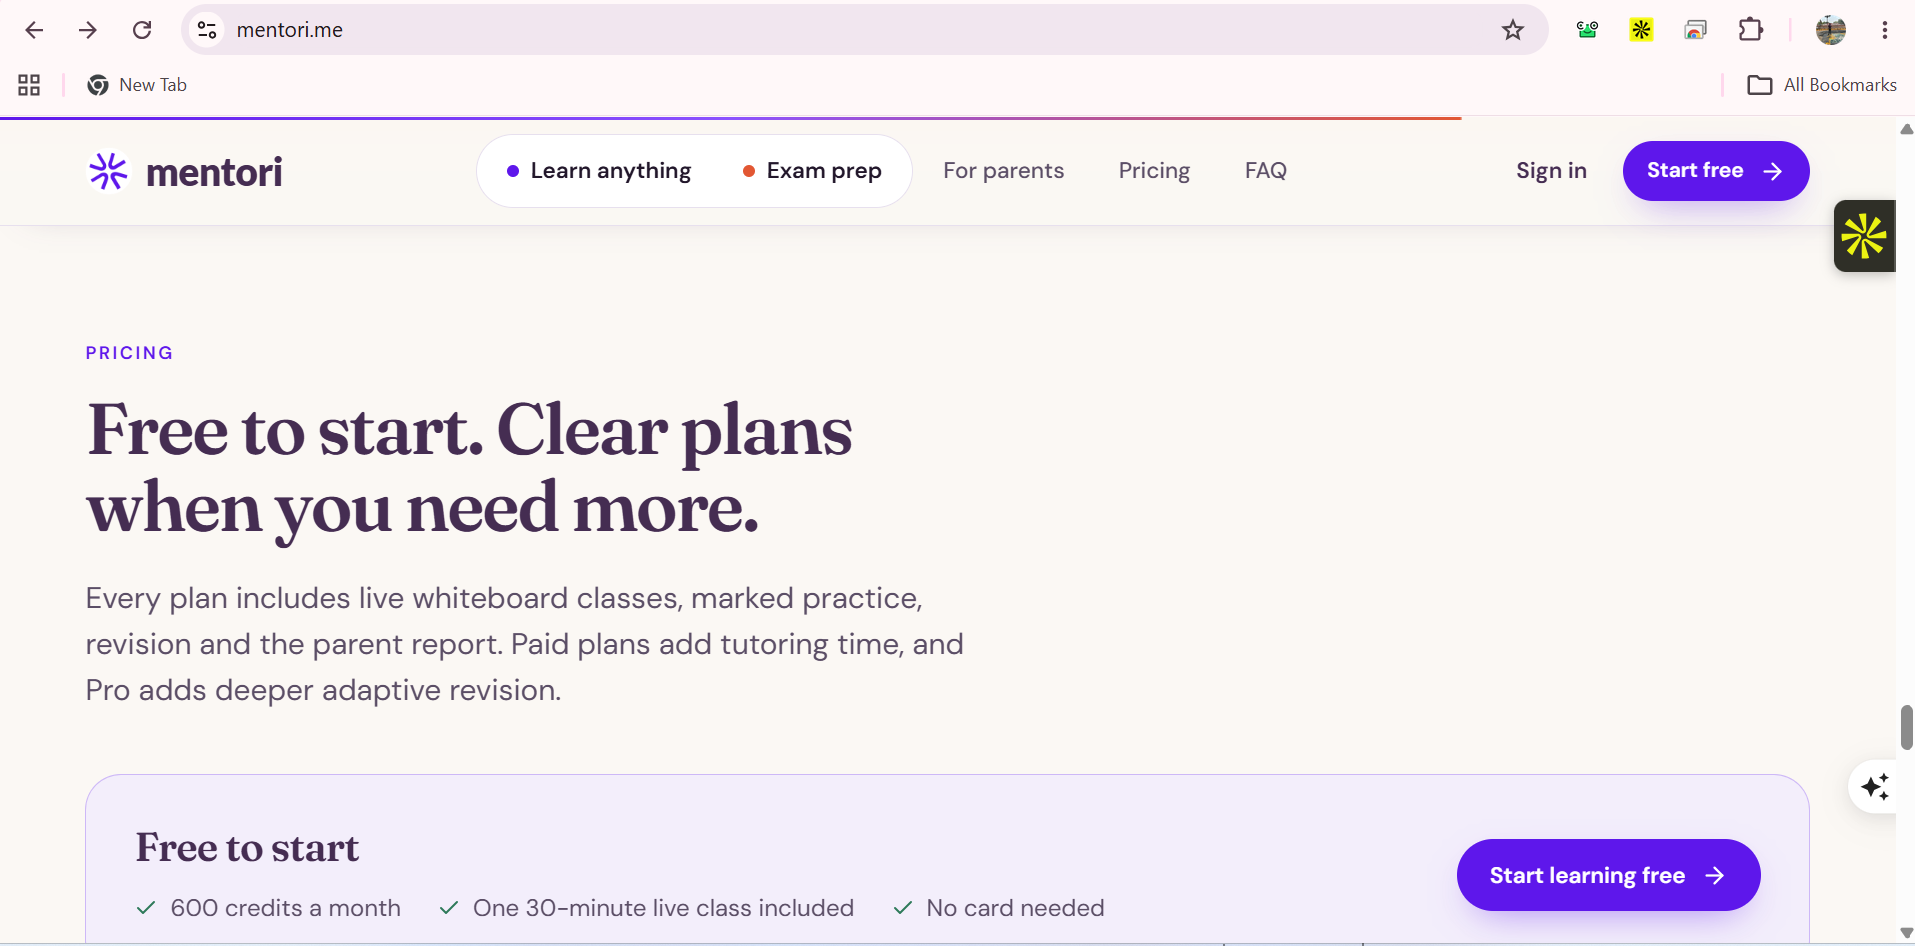 mentori.me
New Tab
All Bookmarks
mentori
Learn anything
Exam prep
For parents
Pricing
FAQ
Sign in
Start free
PRICING
Free to start. Clear plans
when you need more.
Every plan includes live whiteboard classes, marked practice,
revision and the parent report. Paid plans add tutoring time, and
Pro adds deeper adaptive revision.
Free to start
600 credits a month
One 30-minute live class included
No card needed
Start learning free